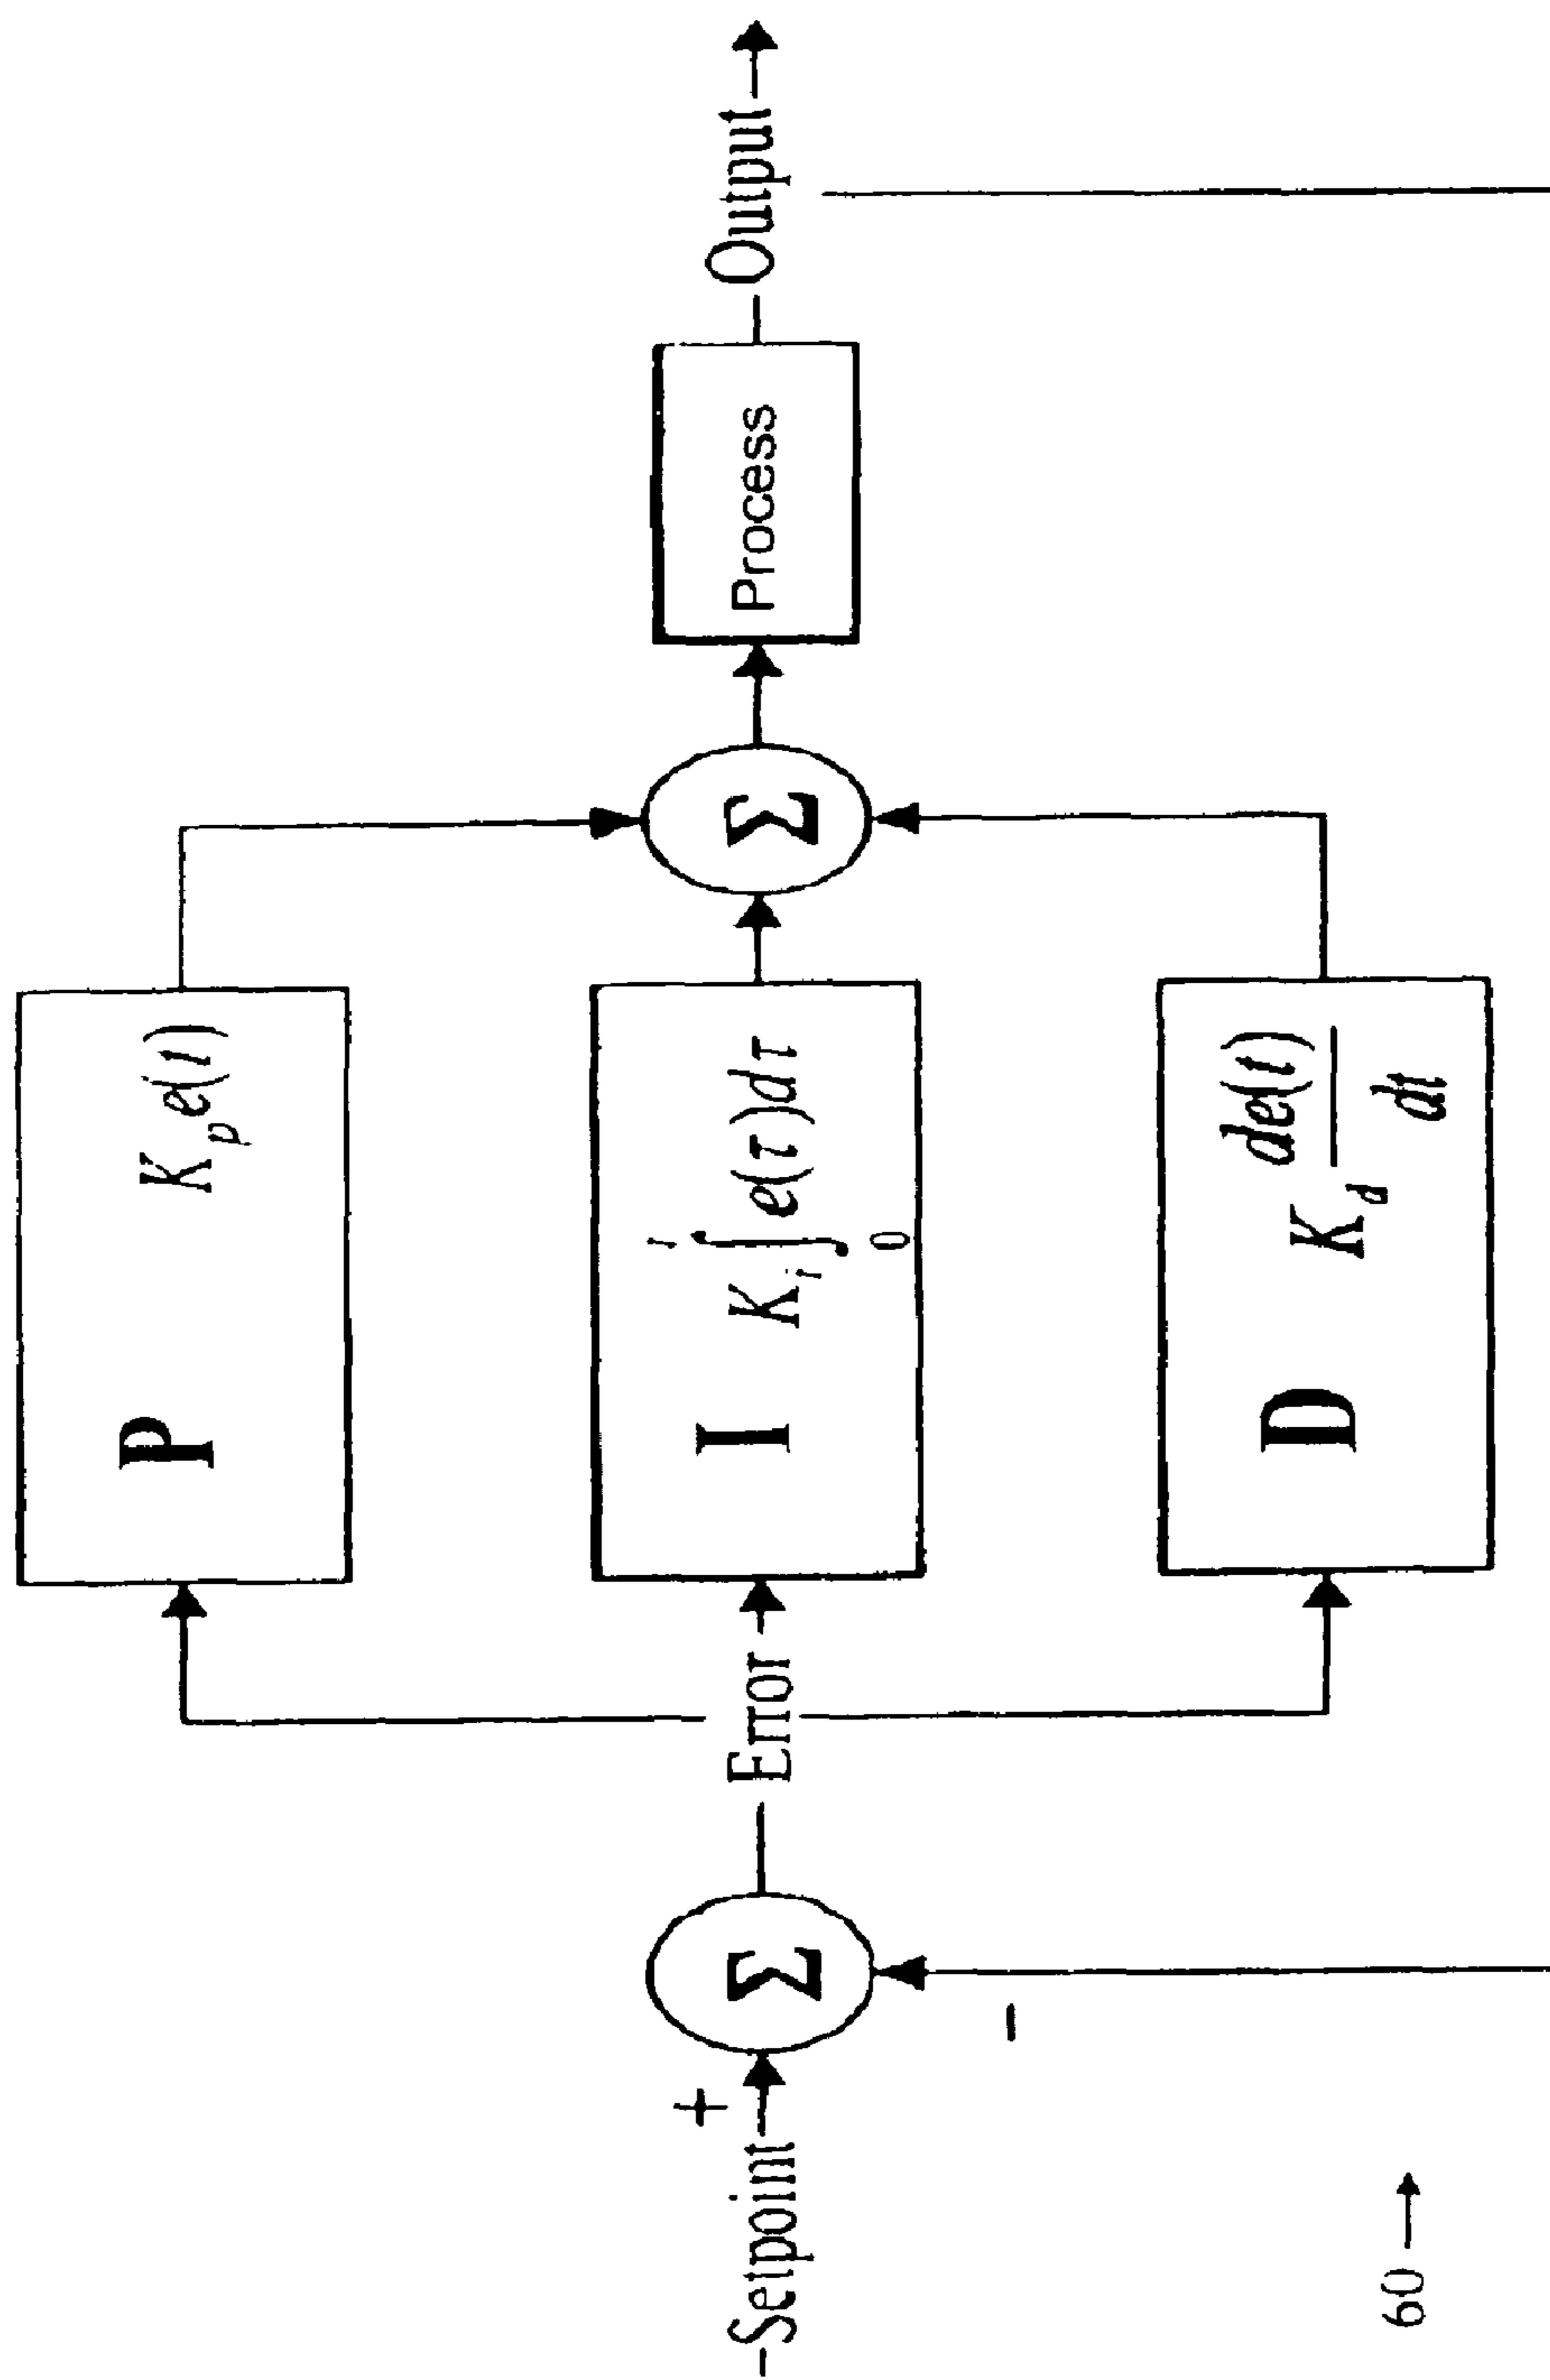 -Setpoint
+
-
Σ
Error
P K_p e(t)
I K_i ∫_0^t e(τ)dτ
D K_d de(t)/dt
Σ
Process
Output
60